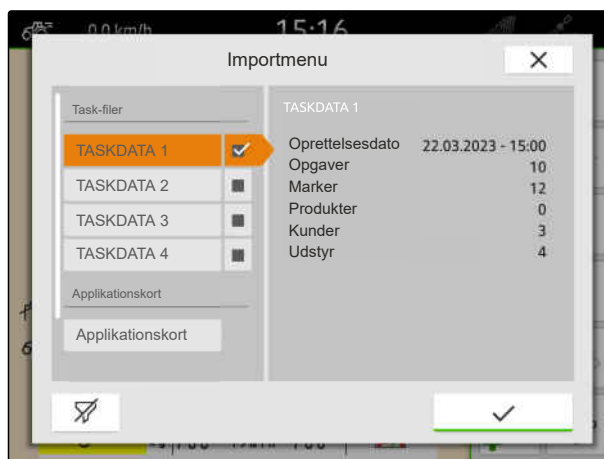 0.0 km/h 15:16
Importmenu
Task-filer
TASKDATA 1
TASKDATA 2
TASKDATA 3
TASKDATA 4
Applikationskort
Applikationskort
TASKDATA 1
Oprettelsesdato 22.03.2023 - 15:00
Opgaver 10
Marker 12
Produkter 0
Kunder 3
Udstyr 4